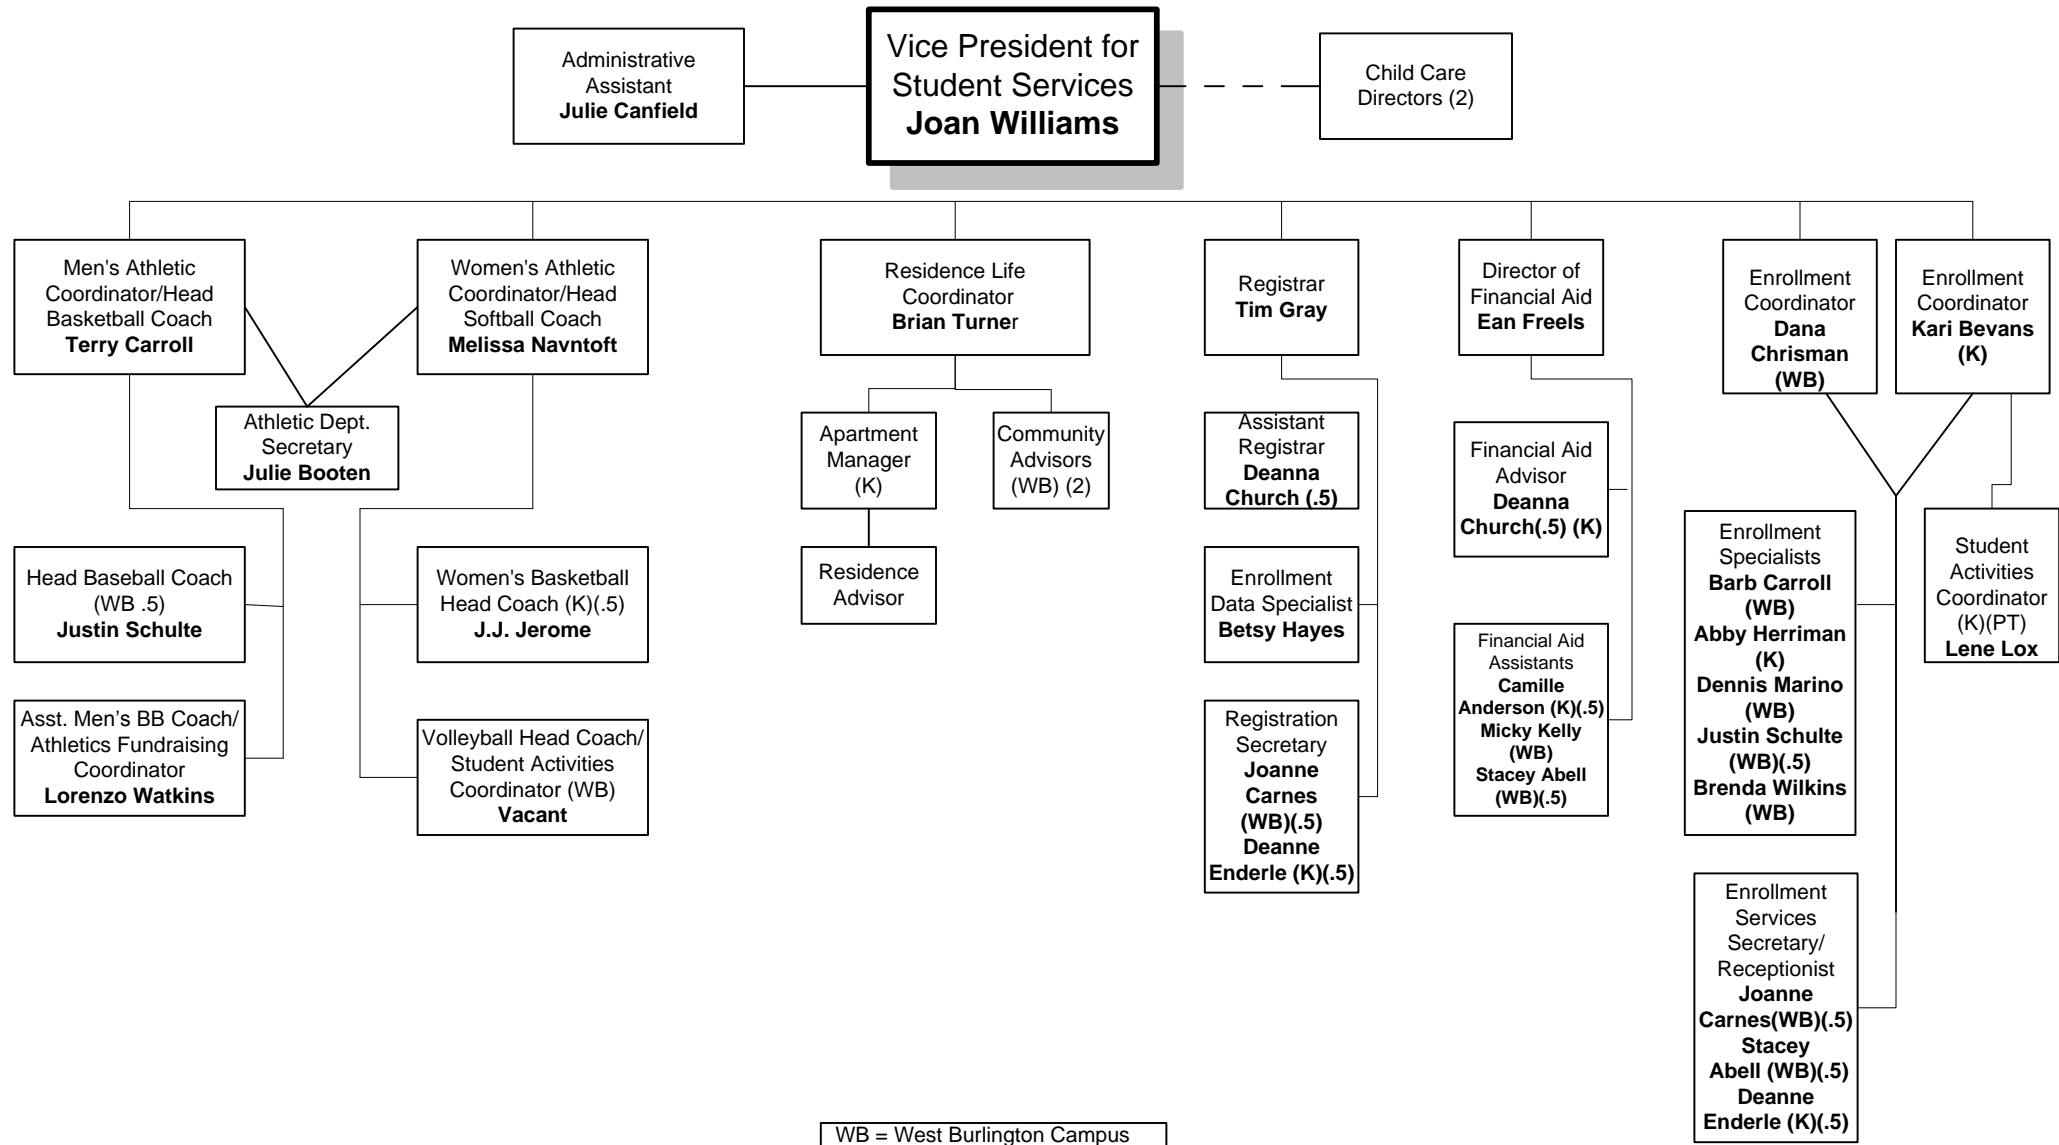 Administrative
Assistant
Julie Canfield
Vice President for
Student Services
Joan Williams
Child Care
Directors (2)
Men's Athletic
Coordinator/Head
Basketball Coach
Terry Carroll
Women's Athletic
Coordinator/Head
Softball Coach
Melissa Navntoft
Residence Life
Coordinator
Brian Turner
Registrar
Tim Gray
Director of
Financial Aid
Ean Freels
Enrollment
Coordinator
Dana
Chrisman
(WB)
Enrollment
Coordinator
Kari Bevans
(K)
Athletic Dept.
Secretary
Julie Booten
Apartment
Manager
(K)
Community
Advisors
(WB) (2)
Assistant
Registrar
Deanna
Church (.5)
Financial Aid
Advisor
Deanna
Church(.5) (K)
Head Baseball Coach
(WB .5)
Justin Schulte
Women's Basketball
Head Coach (K)(.5)
J.J. Jerome
Residence
Advisor
Enrollment
Data Specialist
Betsy Hayes
Financial Aid
Assistants
Camille
Anderson (K)(.5)
Micky Kelly
(WB)
Stacey Abell
(WB)(.5)
Enrollment
Specialists
Barb Carroll
(WB)
Abby Herriman
(K)
Dennis Marino
(WB)
Justin Schulte
(WB)(.5)
Brenda Wilkins
(WB)
Student
Activities
Coordinator
(K)(PT)
Lene Lox
Asst. Men’s BB Coach/
Athletics Fundraising
Coordinator
Lorenzo Watkins
Volleyball Head Coach/
Student Activities
Coordinator (WB)
Vacant
Registration
Secretary
Joanne
Carnes
(WB)(.5)
Deanne
Enderle (K)(.5)
Enrollment
Services
Secretary/
Receptionist
Joanne
Carnes(WB)(.5)
Stacey
Abell (WB)(.5)
Deanne
Enderle (K)(.5)
WB = West Burlington Campus